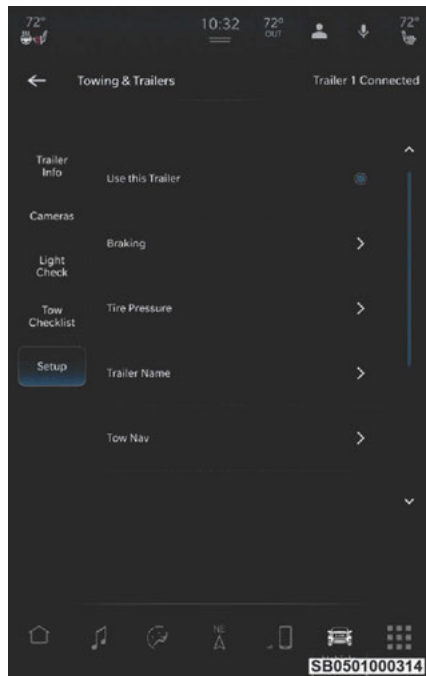 72°
10:32
72°
OUT
72°
Towing & Trailers
Trailer 1 Connected
Trailer
Info
Use this Trailer
Cameras
Braking
Light
Check
Tow
Checklist
Tire Pressure
Setup
Trailer Name
Tow Nav
NE
SB0501000314